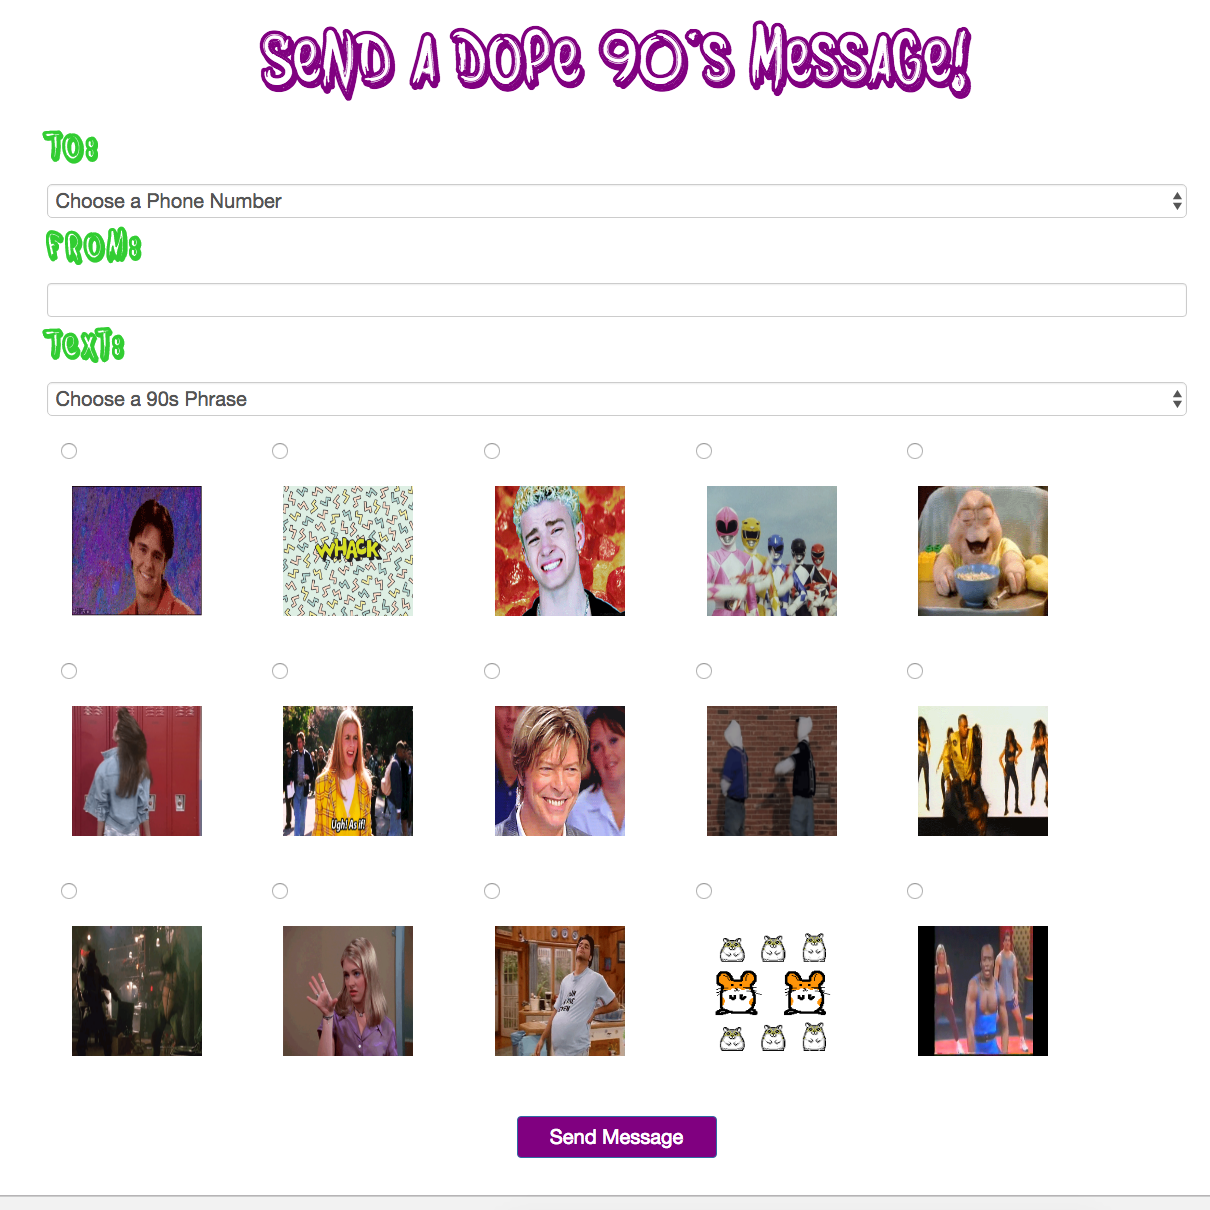 SeND A DOPe 90's MeSSAGe!
TO:
Choose a Phone Number
FROM:
TeXT:
Choose a 90s Phrase
WHACK
Ugh! As if!
Send Message